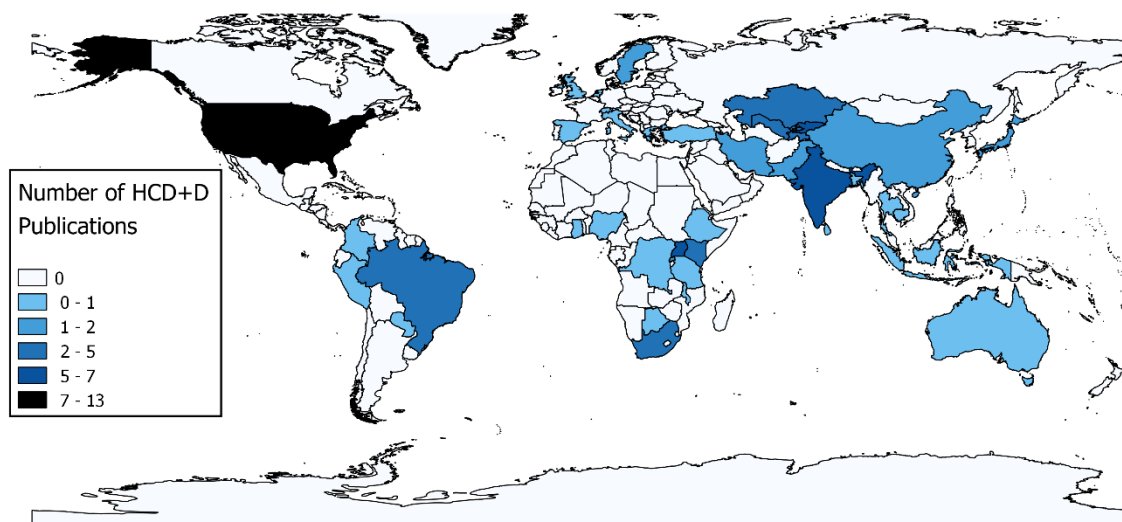 Number of HCD+D
Publications
0
0 - 1
1 - 2
2 - 5
5 - 7
7 - 13